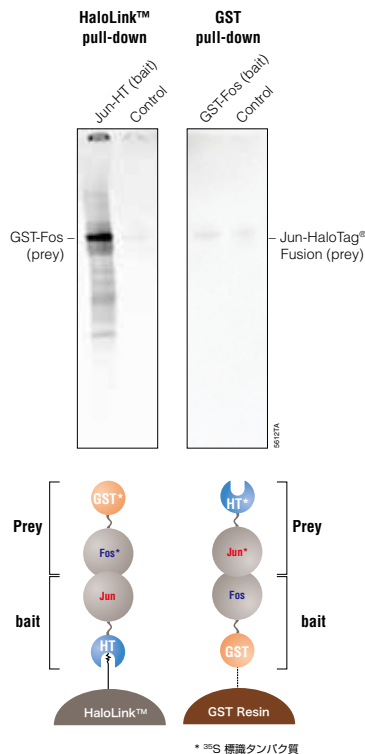 HaloLink™
pull-down
GST
pull-down
Jun-HT (bait)
Control
GST-Fos (bait)
Control
GST-Fos –
(prey)
– Jun-HaloTag®
Fusion (prey)
5612TA
GST*
HT*
Prey
Fos*
Jun*
Prey
bait
Jun
Fos
bait
HT
GST
HaloLink™
GST Resin
* ³⁵S 標識タンパク質